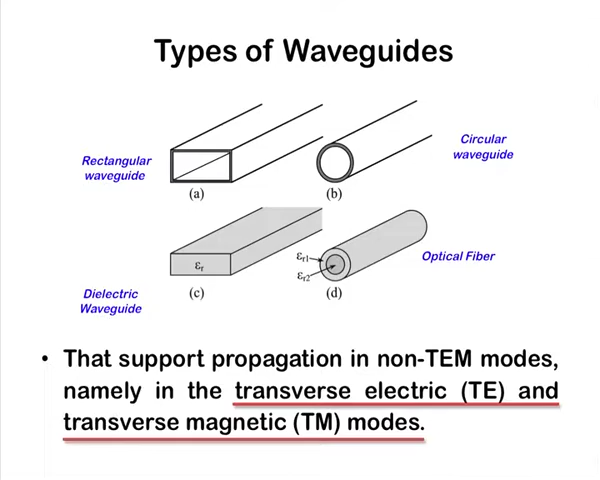 Types of Waveguides
Rectangular
waveguide
(a)
(b)
Circular
waveguide
εr
(c)
Dielectric
Waveguide
εr1
εr2
(d)
Optical Fiber
• That support propagation in non-TEM modes,
namely in the transverse electric (TE) and
transverse magnetic (TM) modes.